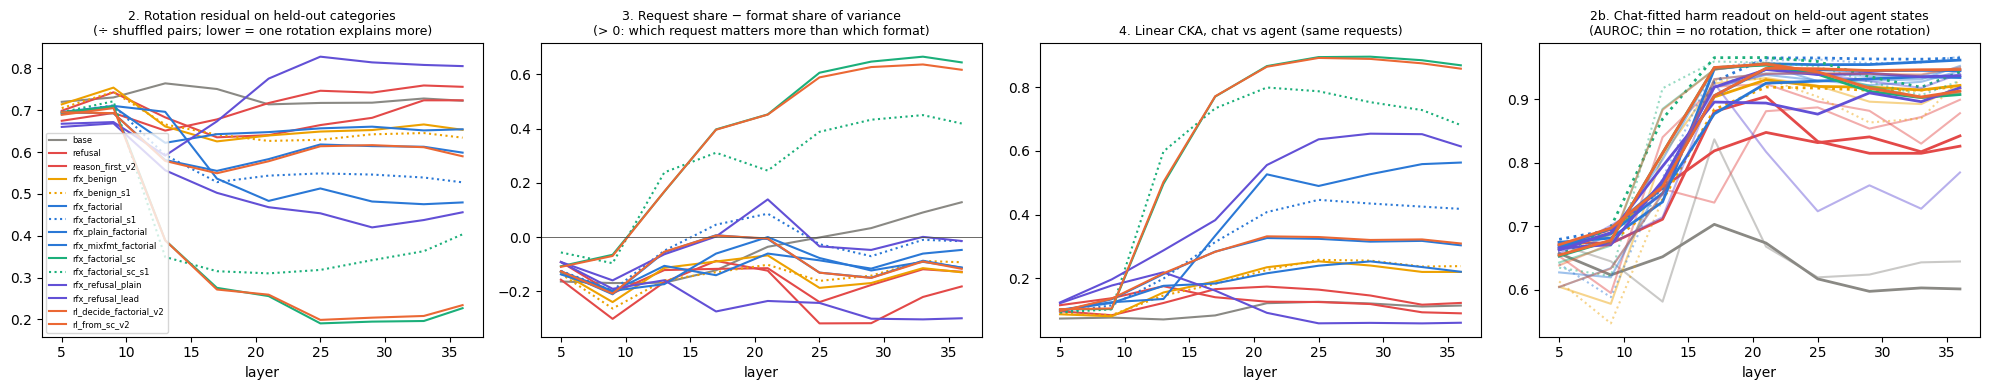 2. Rotation residual on held-out categories
(÷ shuffled pairs; lower = one rotation explains more)
0.8
0.7
0.6
0.5
0.4
0.3
0.2
base
refusal
reason_first_v2
rfx_benign
rfx_benign_s1
rfx_factorial
rfx_factorial_s1
rfx_plain_factorial
rfx_mixfmt_factorial
rfx_factorial_sc
rfx_factorial_sc_s1
rfx_refusal_plain
rfx_refusal_lead
rl_decide_factorial_v2
rl_from_sc_v2
5 10 15 20 25 30 35
layer
3. Request share − format share of variance
(> 0: which request matters more than which format)
0.6
0.4
0.2
0.0
−0.2
5 10 15 20 25 30 35
layer
4. Linear CKA, chat vs agent (same requests)
0.8
0.6
0.4
0.2
5 10 15 20 25 30 35
layer
2b. Chat-fitted harm readout on held-out agent states
(AUROC; thin = no rotation, thick = after one rotation)
0.9
0.8
0.7
0.6
5 10 15 20 25 30 35
layer